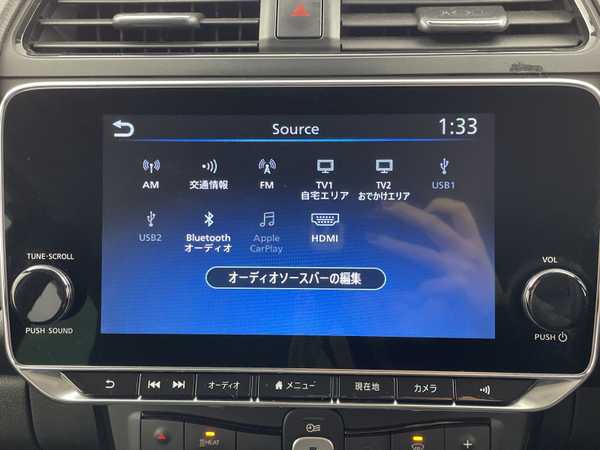 Source
1:33
AM
交通情報
FM
TV1
自宅エリア
TV2
おでかけエリア
USB1
USB2
Bluetooth
オーディオ
Apple
CarPlay
HDMI
オーディオソースバーの編集
TUNE·SCROLL
PUSH SOUND
VOL
PUSH
オーディオ
メニュー
現在地
カメラ
HEAT